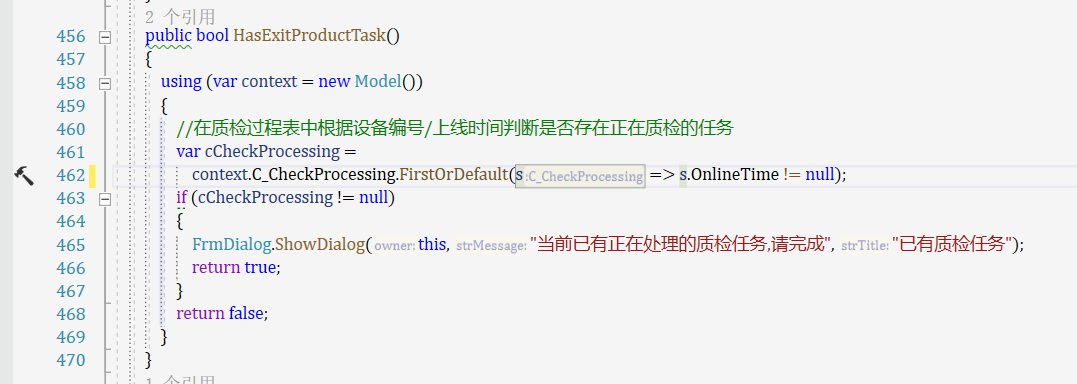 2 个引用
456 public bool HasExitProductTask()
457 {
458 using (var context = new Model())
459 {
460 //在质检过程表中根据设备编号/上线时间判断是否存在正在质检的任务
461 var cCheckProcessing =
462 context.C_CheckProcessing.FirstOrDefault(s :C_CheckProcessing => s.OnlineTime != null);
463 if (cCheckProcessing != null)
464 {
465 FrmDialog.ShowDialog( owner: this, strMessage: "当前已有正在处理的质检任务,请完成", strTitle: "已有质检任务");
466 return true;
467 }
468 return false;
469 }
470 }
1 个引用